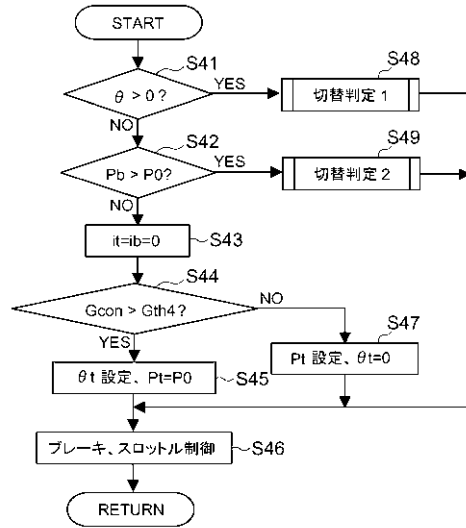 START
S41
θ > 0 ?
YES
S48
切替判定 1
NO
S42
Pb > P0?
YES
S49
切替判定 2
NO
it=ib=0
S43
S44
Gcon > Gth4?
NO
YES
S47
θt 設定、Pt=P0
S45
Pt 設定、θt=0
ブレーキ、スロットル制御
S46
RETURN